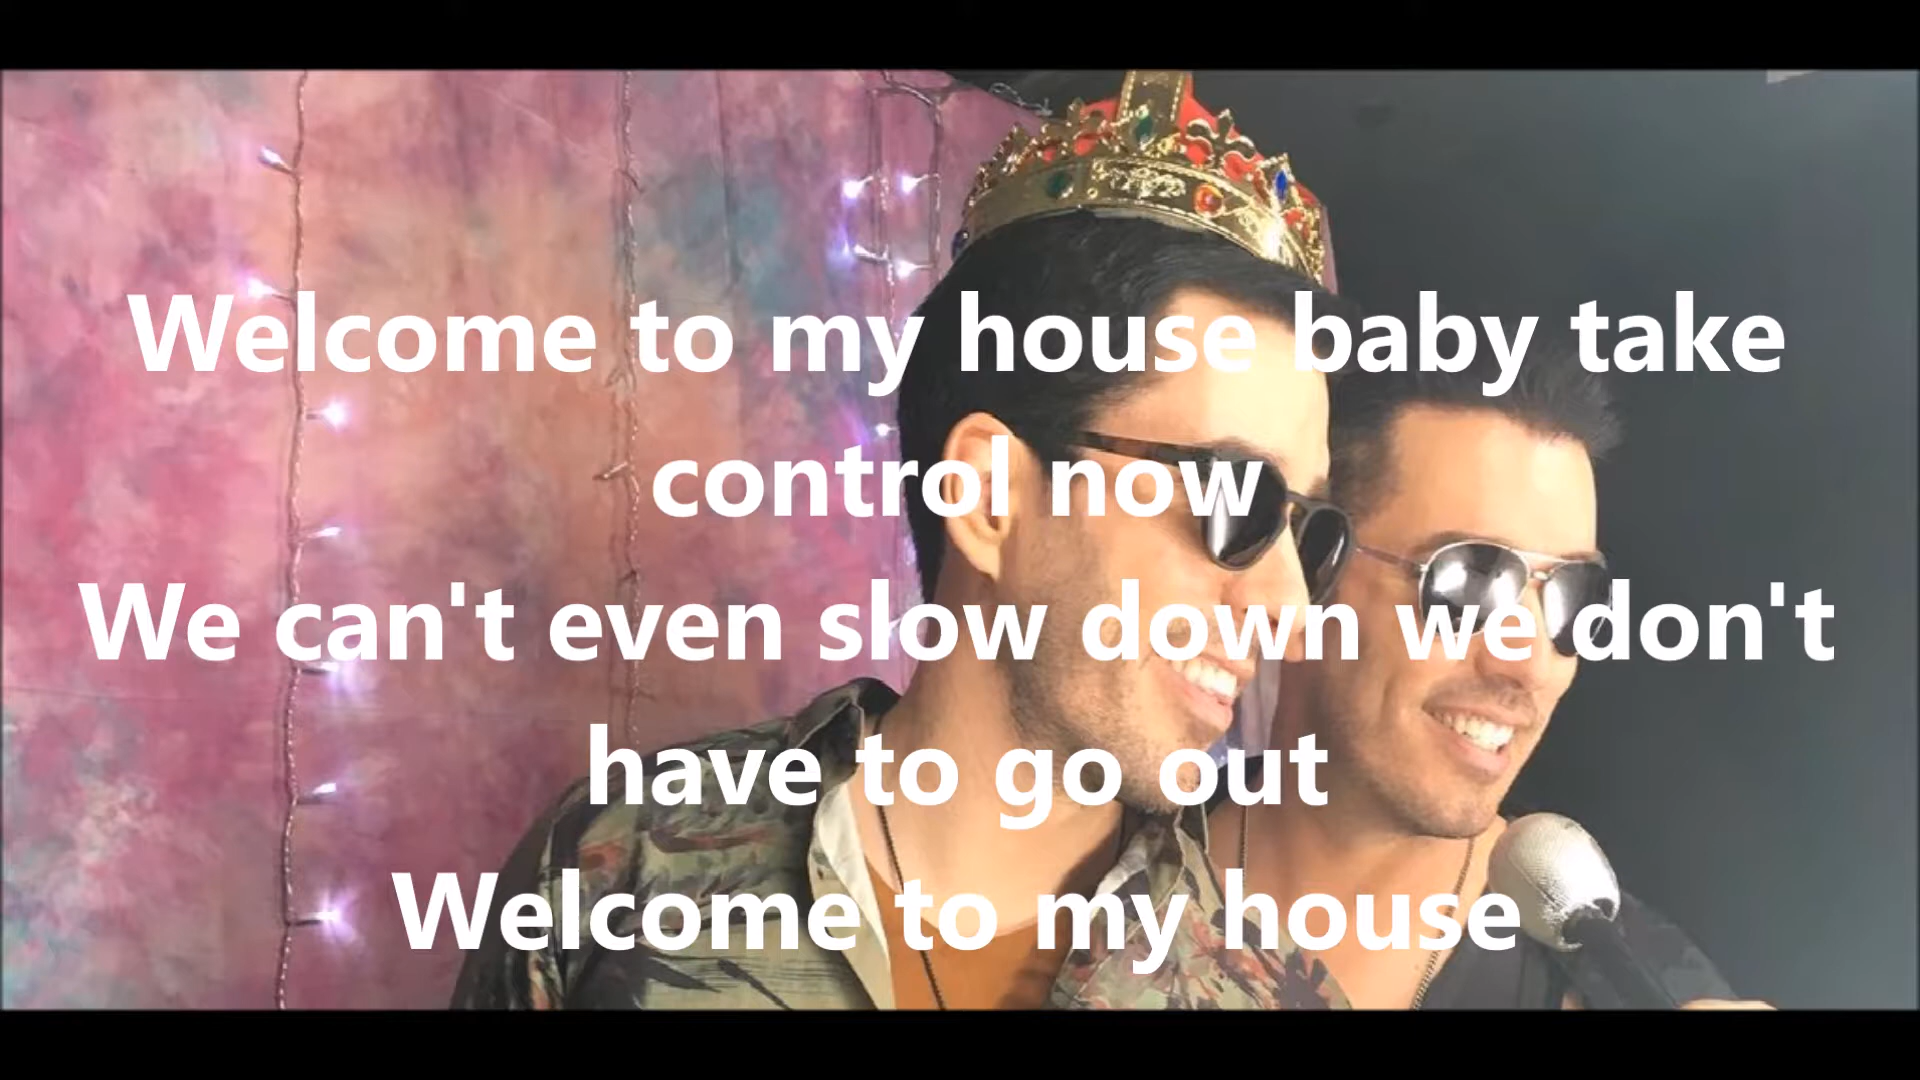 Welcome to my house baby take
control now
We can't even slow down we don't
have to go out
Welcome to my house